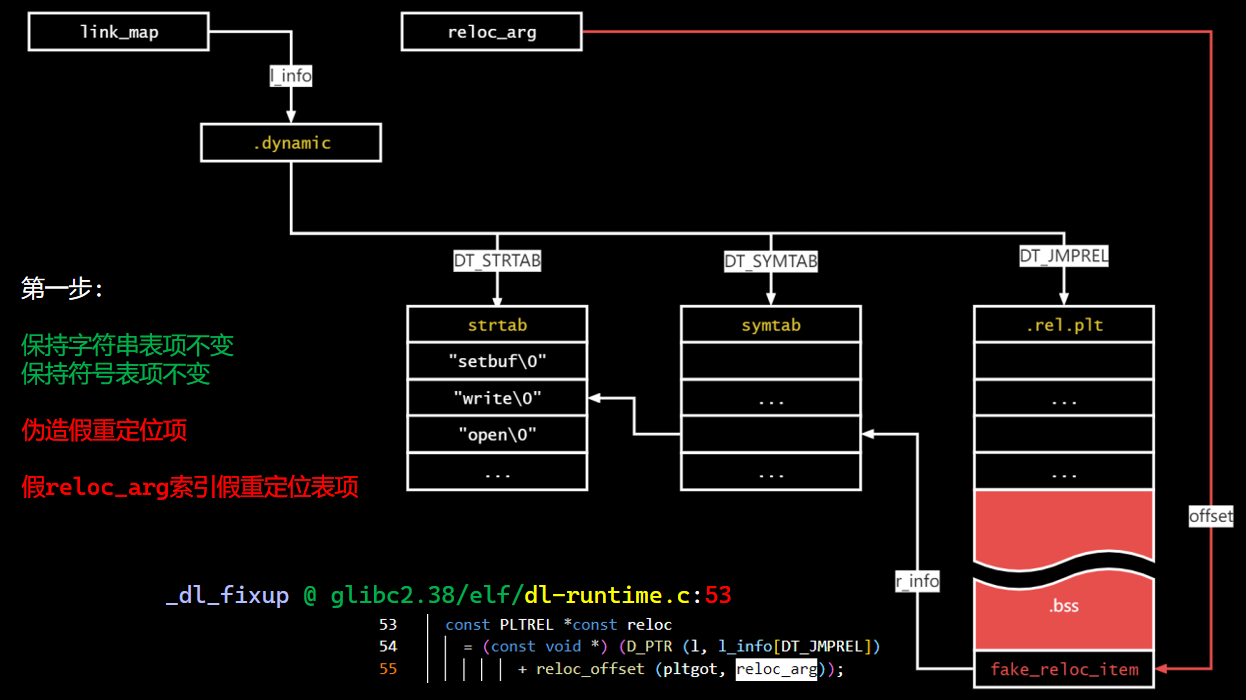 link_map
reloc_arg
l_info
.dynamic
DT_STRTAB
DT_SYMTAB
DT_JMPREL
第一步:
保持字符串表项不变
保持符号表项不变
伪造假重定位项
假reloc_arg索引假重定位表项
strtab
"setbuf\0"
"write\0"
"open\0"
...
symtab
...
...
.rel.plt
...
...
.bss
fake_reloc_item
offset
r_info
_dl_fixup @ glibc2.38/elf/dl-runtime.c:53
53 const PLTREL *const reloc
54 = (const void *) (D_PTR (l, l_info[DT_JMPREL])
55 + reloc_offset (pltgot, reloc_arg));